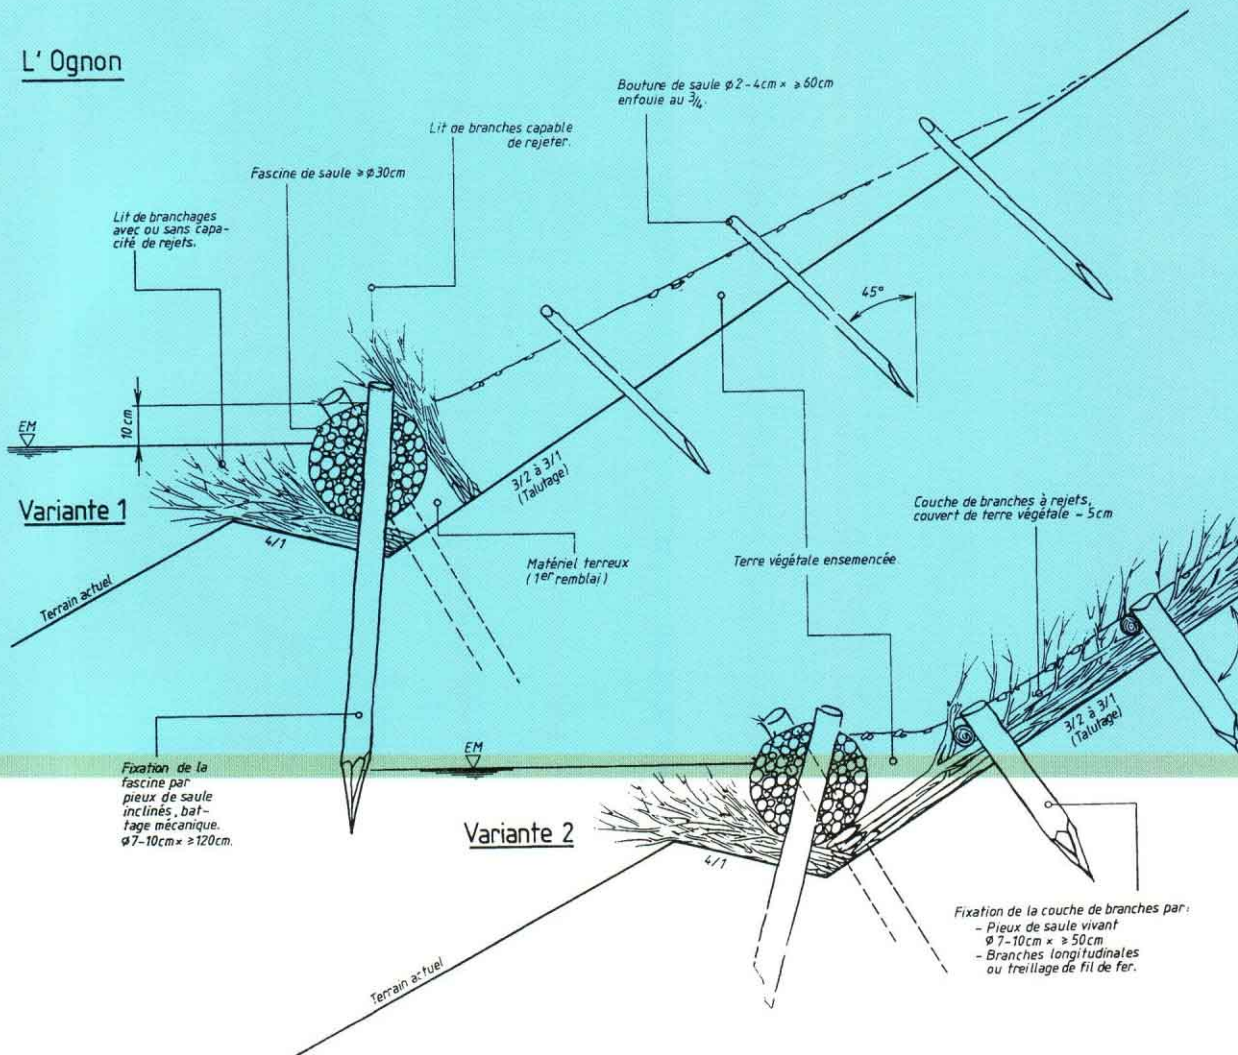 L' Ognon
Bouture de saule φ2-4cm x ≥60cm
enfouie au 3/4.
Lit de branches capable
de rejeter.
Fascine de saule ≥ φ30cm
Lit de branchages
avec ou sans capa-
cité de rejets.
45°
10 cm
EM
Variante 1
3/2 à 3/1
(Talutage)
4/1
Matériel terreux
(1er remblai)
Terrain actuel
Couche de branches à rejets,
couvert de terre végétale ~ 5cm
Terre végétale ensemencée
3/2 à 3/1
(Talutage)
EM
Fixation de la
fascine par
pieux de saule
inclinés, bat-
tage mécanique.
φ7-10cm x ≥120cm.
Variante 2
4/1
Fixation de la couche de branches par:
- Pieux de saule vivant
φ 7-10cm x ≥ 50cm
- Branches longitudinales
ou treillage de fil de fer.
Terrain actuel